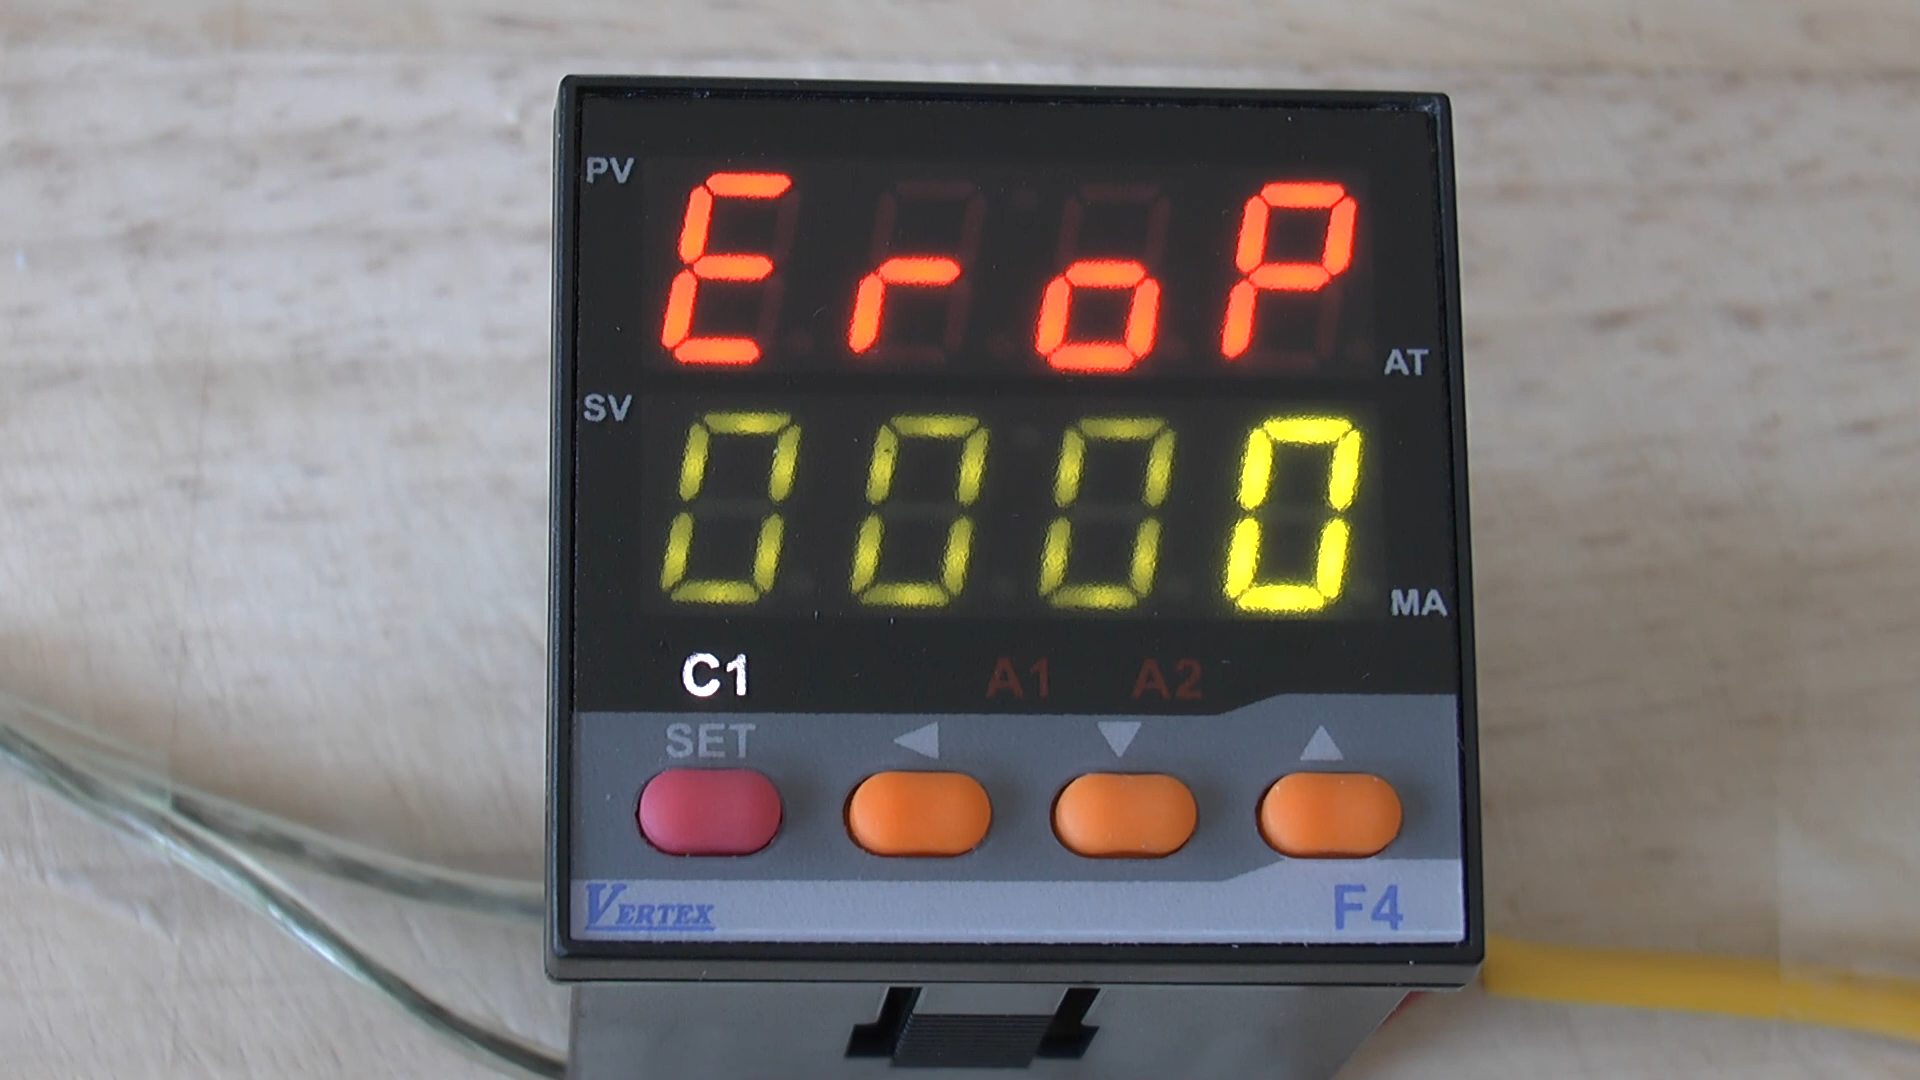 PV
EroP
AT
SV
0000
MA
C1 A1 A2
SET
VERTEX F4